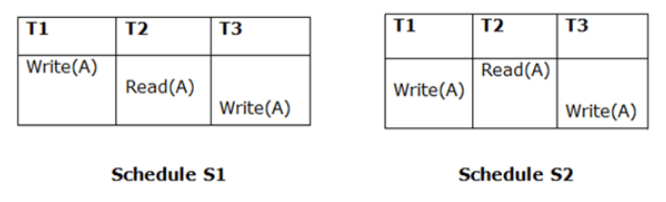 T1 T2 T3
Write(A)
Read(A)
Write(A)
Schedule S1
T1 T2 T3
Read(A)
Write(A)
Write(A)
Schedule S2